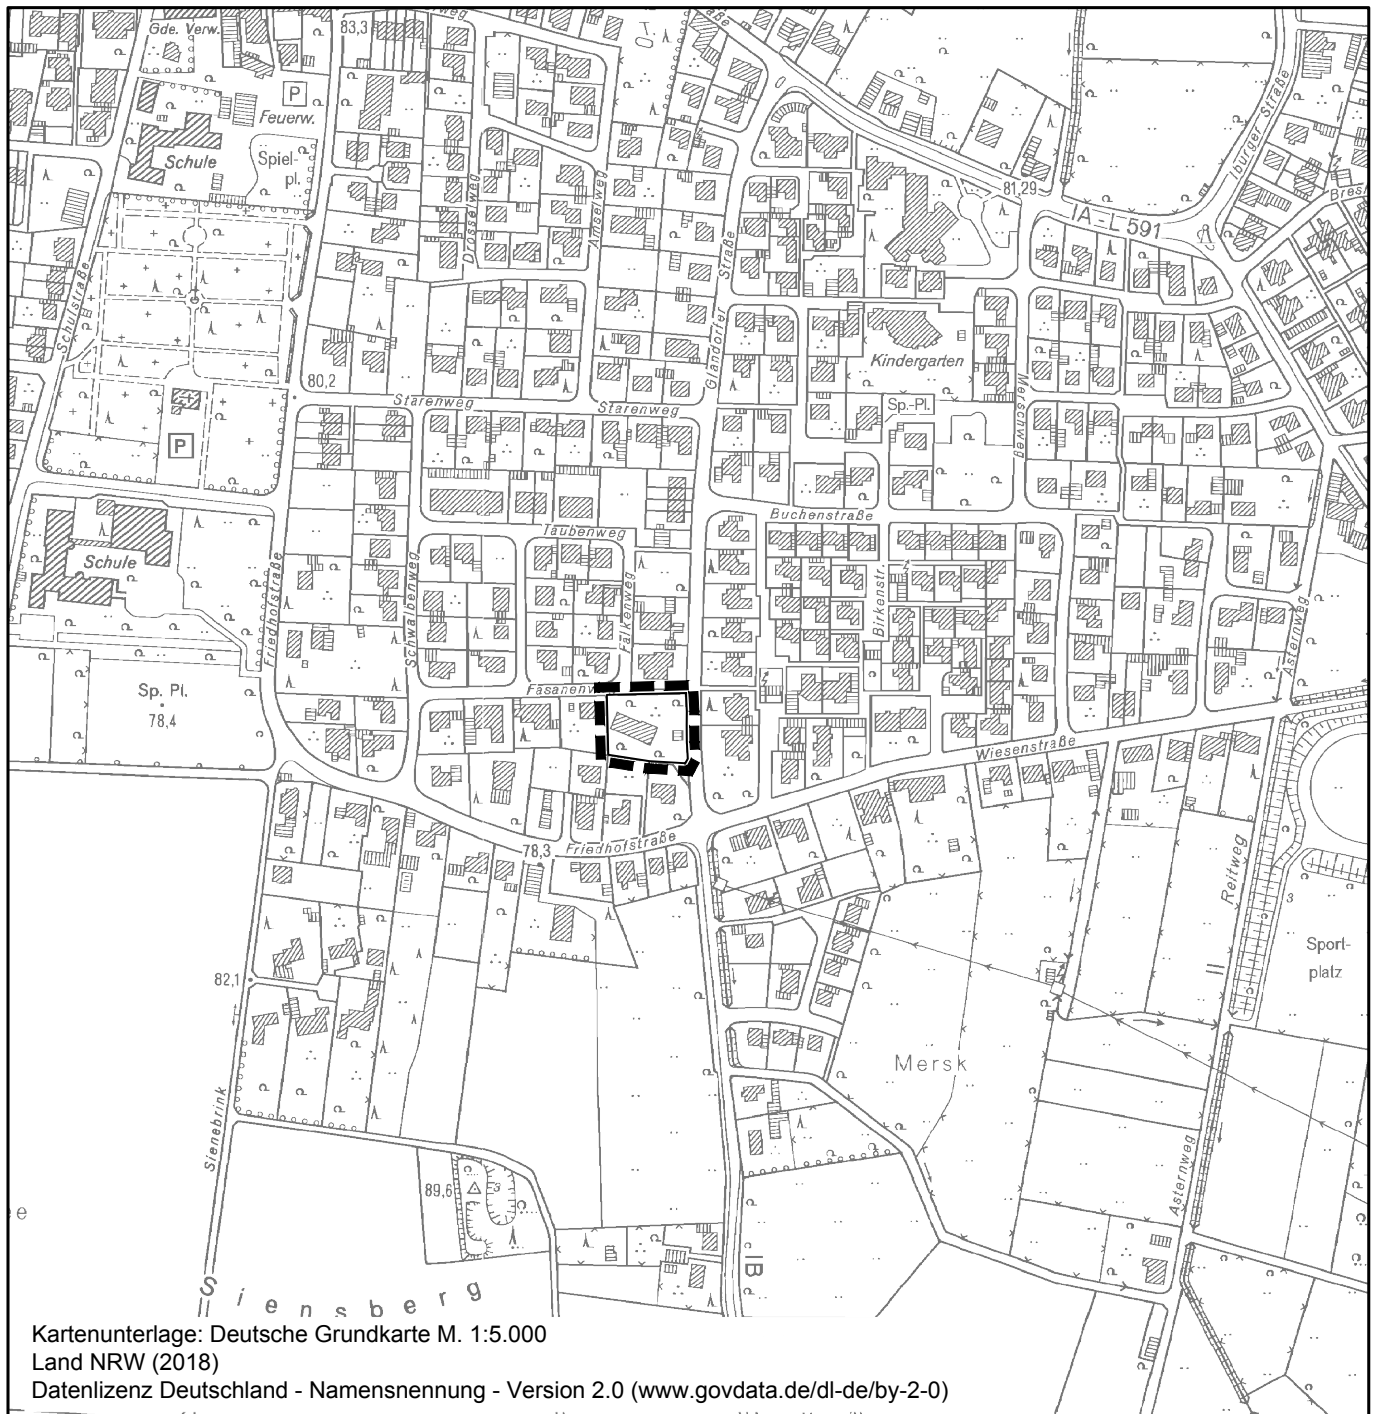 Gde. Verw.
83,3
P
Feuerw.
Schule
Spiel-
pl.
T.
Iburger Straße
81,29
IA L 591
Drosselweg
Amselweg
Schulstraße
Glandorfer Straße
Kindergarten
80,2
Starenweg
Starenweg
Sp.-Pl.
Merschweg
P
Buchenstraße
Taubenweg
Schule
Friedhofstraße
Schwalbenweg
Falkenweg
Birkenstr.
Asternweg
Sp. Pl.
78,4
Wiesenstraße
78,3
Friedhofstraße
Reitweg
3
Sport-
platz
II
82,1
Mersk
Sienebrink
Asternweg
89,6
3
IB
e
Siensberg
Kartenunterlage: Deutsche Grundkarte M. 1:5.000
Land NRW (2018)
Datenlizenz Deutschland - Namensnennung - Version 2.0 (www.govdata.de/dl-de/by-2-0)